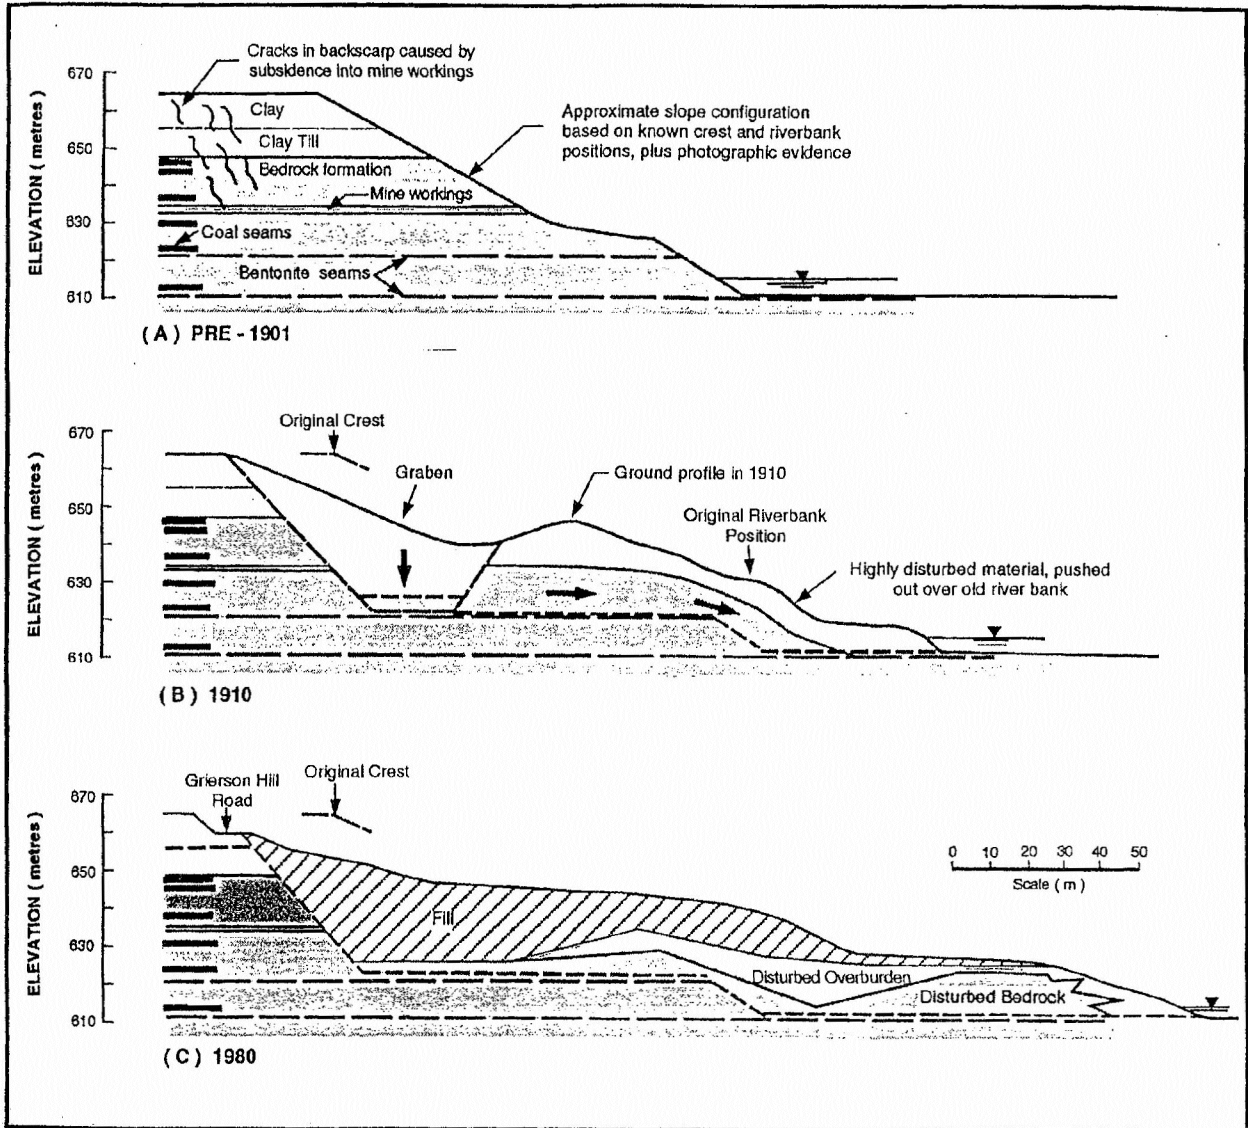 Cracks in backscarp caused by
subsidence into mine workings
670
650
630
610
ELEVATION ( metres )
Clay
Clay Till
Bedrock formation
Mine workings
Coal seams
Bentonite seams
Approximate slope configuration
based on known crest and riverbank
positions, plus photographic evidence
( A ) PRE - 1901
Original Crest
670
650
630
610
ELEVATION ( metres )
Graben
Ground profile in 1910
Original Riverbank
Position
Highly disturbed material, pushed
out over old river bank
( B ) 1910
Grierson Hill
Road
Original Crest
670
650
630
610
ELEVATION ( metres )
0 10 20 30 40 50
Scale ( m )
Fill
Disturbed Overburden
Disturbed Bedrock
( C ) 1980